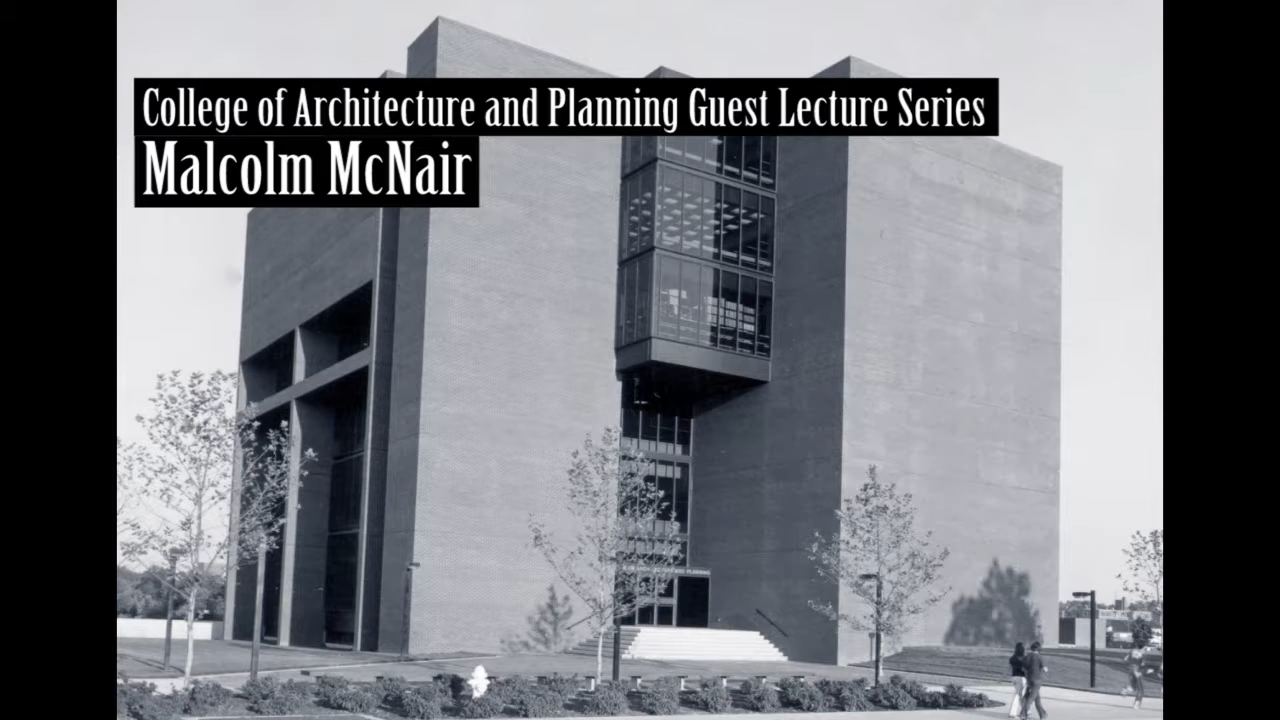 College of Architecture and Planning Guest Lecture Series
Malcolm McNair